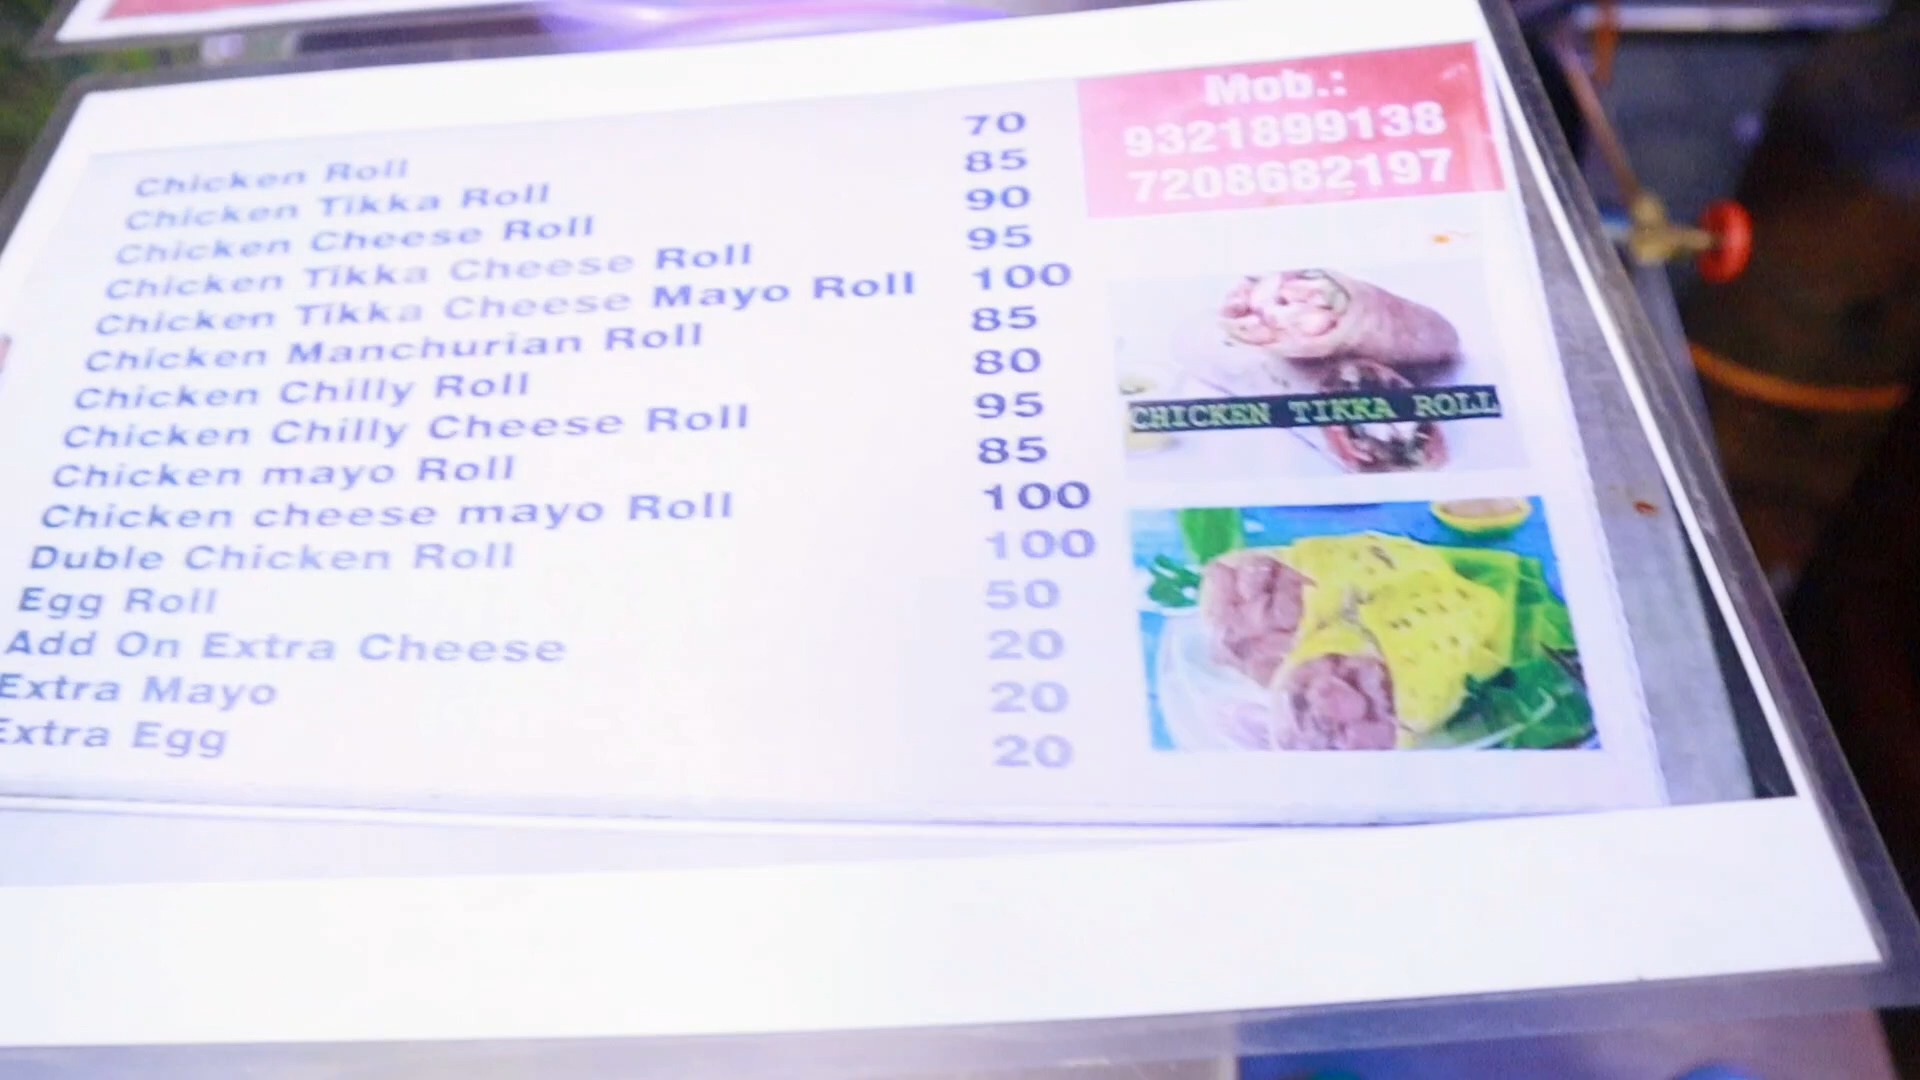 Chicken Roll 70
Chicken Tikka Roll 85
Chicken Cheese Roll 90
Chicken Tikka Cheese Roll 95
Chicken Tikka Cheese Mayo Roll 100
Chicken Manchurian Roll 85
Chicken Chilly Roll 80
Chicken Chilly Cheese Roll 95
Chicken mayo Roll 85
Chicken cheese mayo Roll 100
Duble Chicken Roll 100
Egg Roll 50
Add On Extra Cheese 20
Extra Mayo 20
Extra Egg 20
Mob.:
9321899138
7208682197
CHICKEN TIKKA ROLL